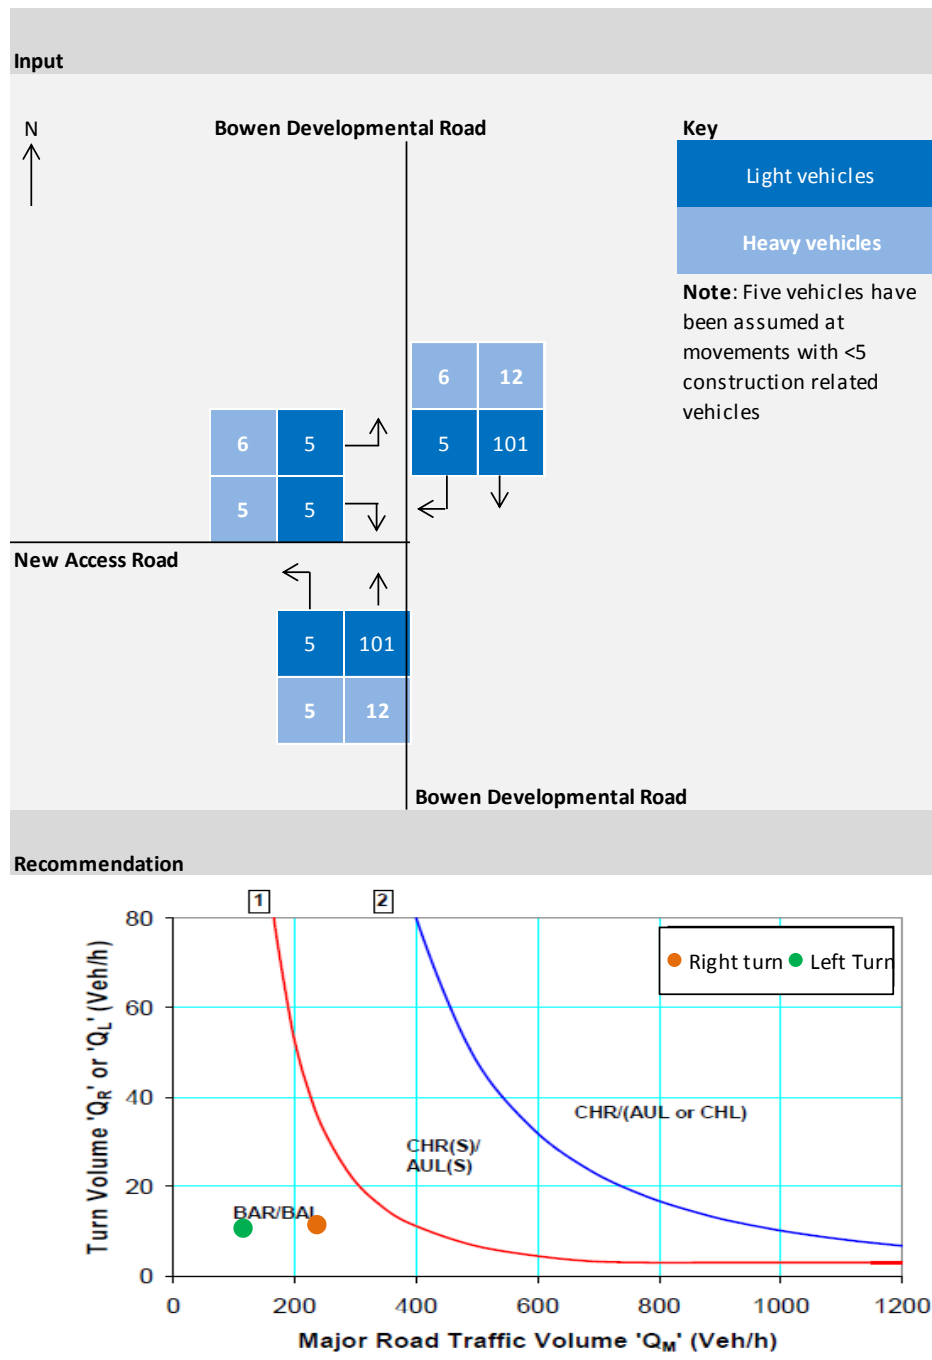 Input
N
Bowen Developmental Road
Key
Light vehicles
Heavy vehicles
Note: Five vehicles have
been assumed at
movements with <5
construction related
vehicles
6 12
5 101
6 5
5 5
New Access Road
5 101
5 12
Bowen Developmental Road
Recommendation
1 2
Right turn Left Turn
CHR/(AUL or CHL)
CHR(S)/
AUL(S)
BAR/BAL
Turn Volume 'QR' or 'QL' (Veh/h)
80
60
40
20
0
0 200 400 600 800 1000 1200
Major Road Traffic Volume 'QM' (Veh/h)